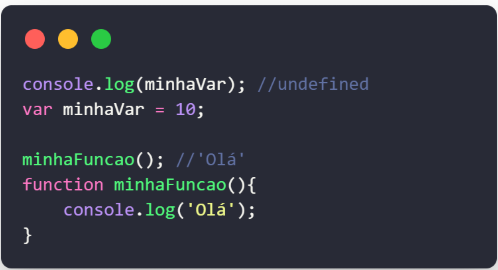 console.log(minhaVar); //undefined
var minhaVar = 10;
minhaFuncao(); //'Olá'
function minhaFuncao(){
console.log('Olá');
}